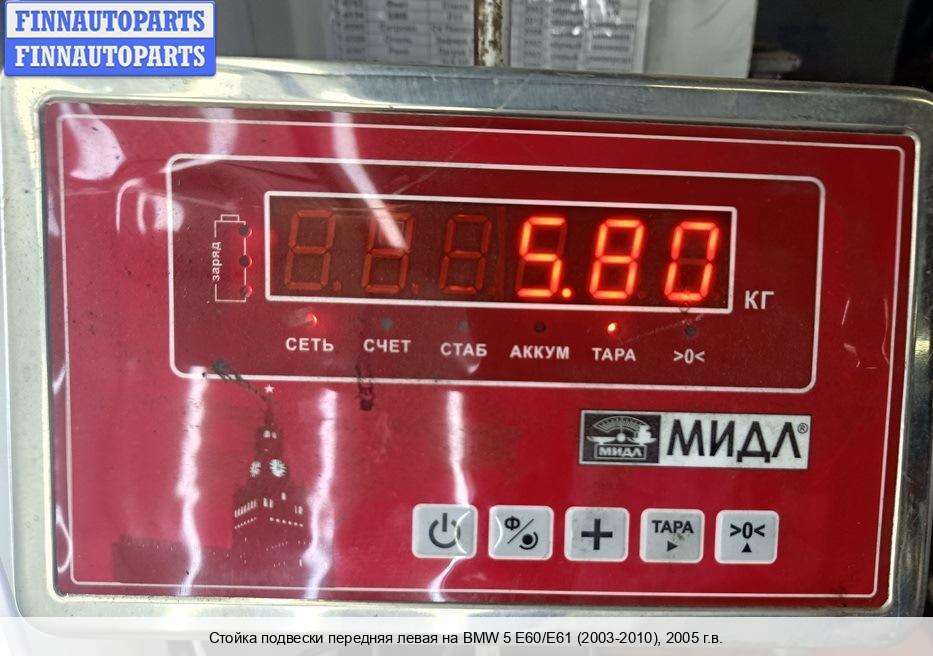 FINNAUTOPARTS
FINNAUTOPARTS
заряд
5.80
КГ
СЕТЬ СЧЕТ СТАБ АККУМ ТАРА >0<
МИДЛ МИДЛ®
Ф ТАРА >0<
Стойка подвески передняя левая на BMW 5 E60/E61 (2003-2010), 2005 г.в.